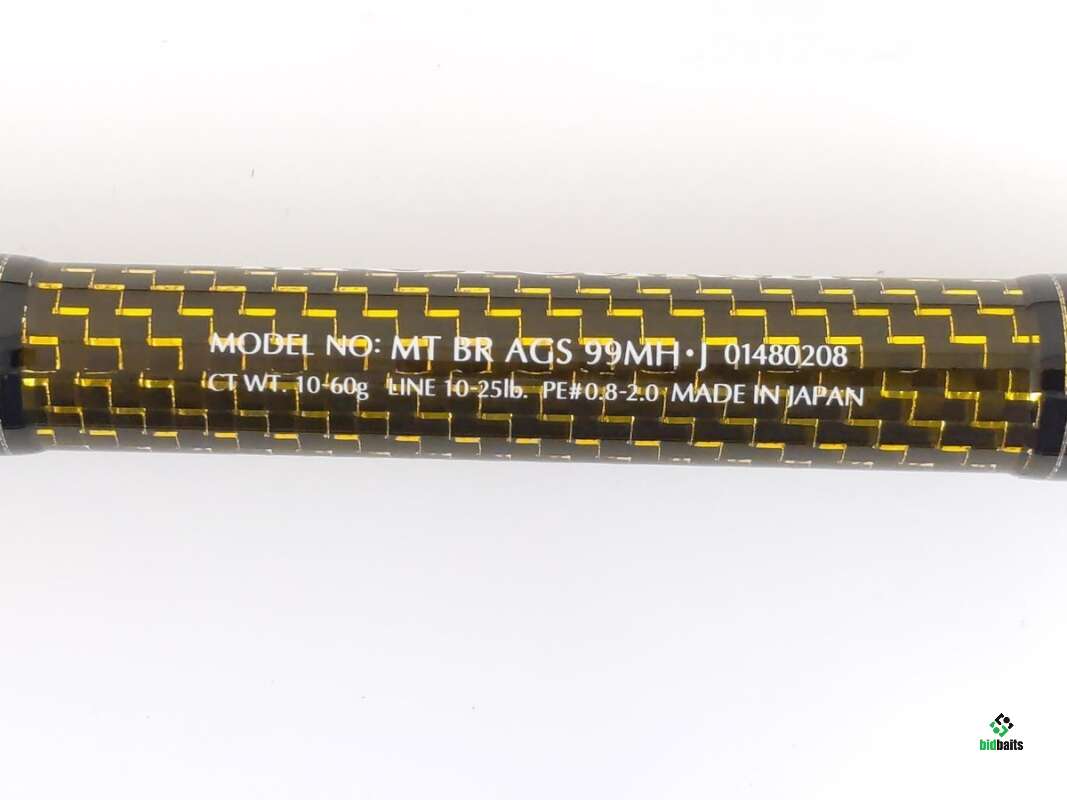 MODEL NO: MT BR AGS 99MH·J 01480208
CT WT. 10-60g LINE 10-25lb. PE#0.8-2.0 MADE IN JAPAN
bidbaits